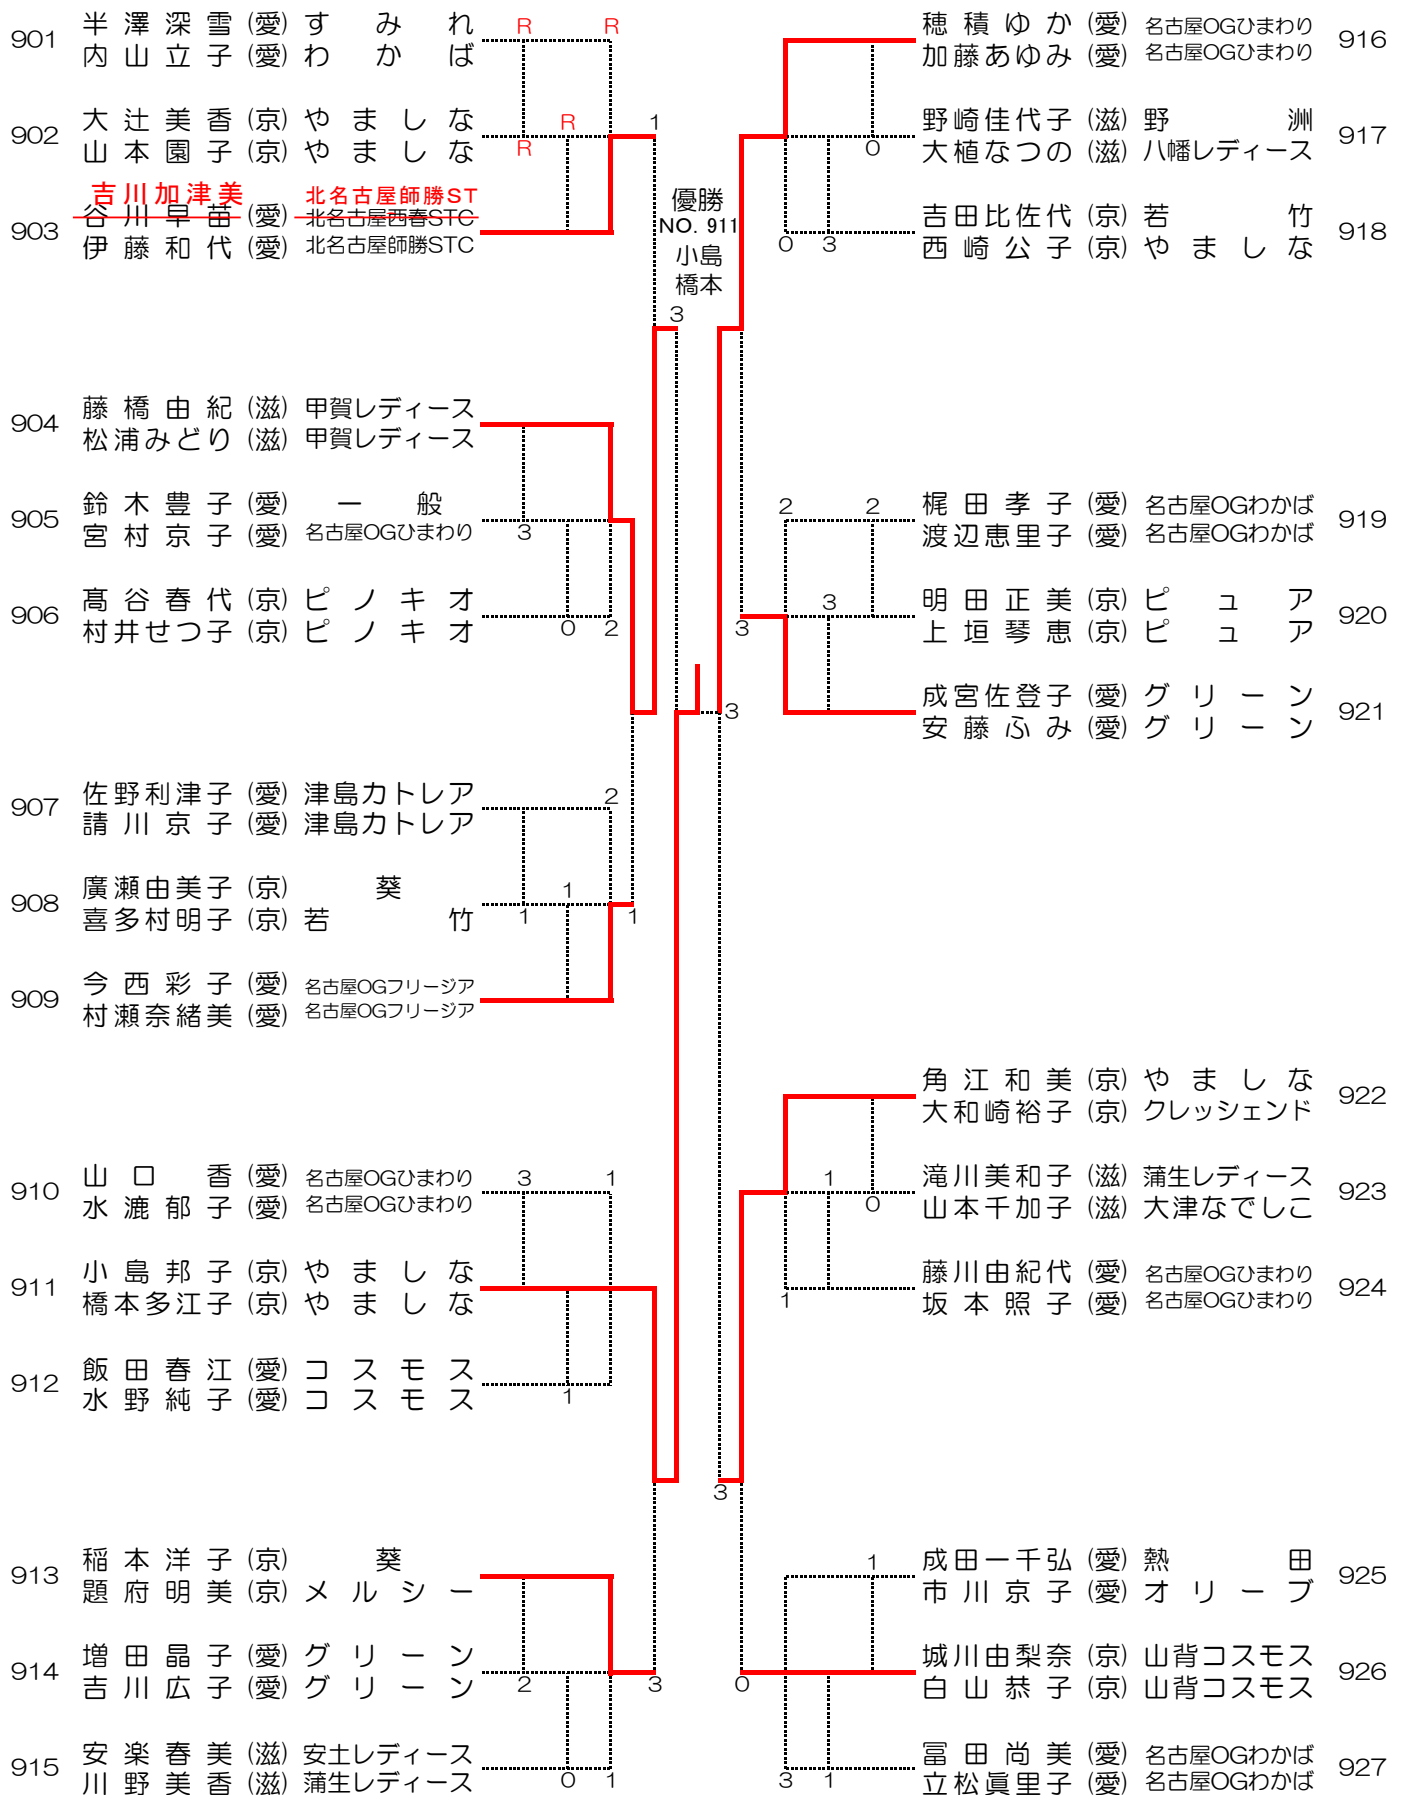 901 半澤深雪(愛) すみれ
内山立子(愛) わかば
R R
902 大辻美香(京) やましな
山本園子(京) やましな
R R 1
吉川加津美 北名古屋師勝ST
903 谷川早苗(愛) 北名古屋西春STC
伊藤和代(愛) 北名古屋師勝STC
優勝
NO. 911
小島
橋本
3
904 藤橋由紀(滋) 甲賀レディース
松浦みどり(滋) 甲賀レディース
905 鈴木豊子(愛) 一般
宮村京子(愛) 名古屋OGひまわり
3
906 髙谷春代(京) ピノキオ
村井せつ子(京) ピノキオ
0 2
907 佐野利津子(愛) 津島カトレア
請川京子(愛) 津島カトレア
2
908 廣瀬由美子(京) 葵
喜多村明子(京) 若竹
1 1 1
909 今西彩子(愛) 名古屋OGフリージア
村瀬奈緒美(愛) 名古屋OGフリージア
910 山口香(愛) 名古屋OGひまわり
水漉郁子(愛) 名古屋OGひまわり
3 1
911 小島邦子(京) やましな
橋本多江子(京) やましな
912 飯田春江(愛) コスモス
水野純子(愛) コスモス
1
913 稲本洋子(京) 葵
題府明美(京) メルシー
914 増田晶子(愛) グリーン
吉川広子(愛) グリーン
2 3
915 安楽春美(滋) 安土レディース
川野美香(滋) 蒲生レディース
0 1
穂積ゆか(愛) 名古屋OGひまわり 916
加藤あゆみ(愛) 名古屋OGひまわり
野崎佳代子(滋) 野洲 917
大植なつの(滋) 八幡レディース
0
吉田比佐代(京) 若竹 918
西崎公子(京) やましな
0 3
梶田孝子(愛) 名古屋OGわかば 919
渡辺恵里子(愛) 名古屋OGわかば
2 2
明田正美(京) ピュア 920
上垣琴恵(京) ピュア
3 3
成宮佐登子(愛) グリーン 921
安藤ふみ(愛) グリーン
3
角江和美(京) やましな 922
大和崎裕子(京) クレッシェンド
滝川美和子(滋) 蒲生レディース 923
山本千加子(滋) 大津なでしこ
1 0
藤川由紀代(愛) 名古屋OGひまわり 924
坂本照子(愛) 名古屋OGひまわり
1
3
成田一千弘(愛) 熱田 925
市川京子(愛) オリーブ
1
城川由梨奈(京) 山背コスモス 926
白山恭子(京) 山背コスモス
0
冨田尚美(愛) 名古屋OGわかば 927
立松眞里子(愛) 名古屋OGわかば
3 1